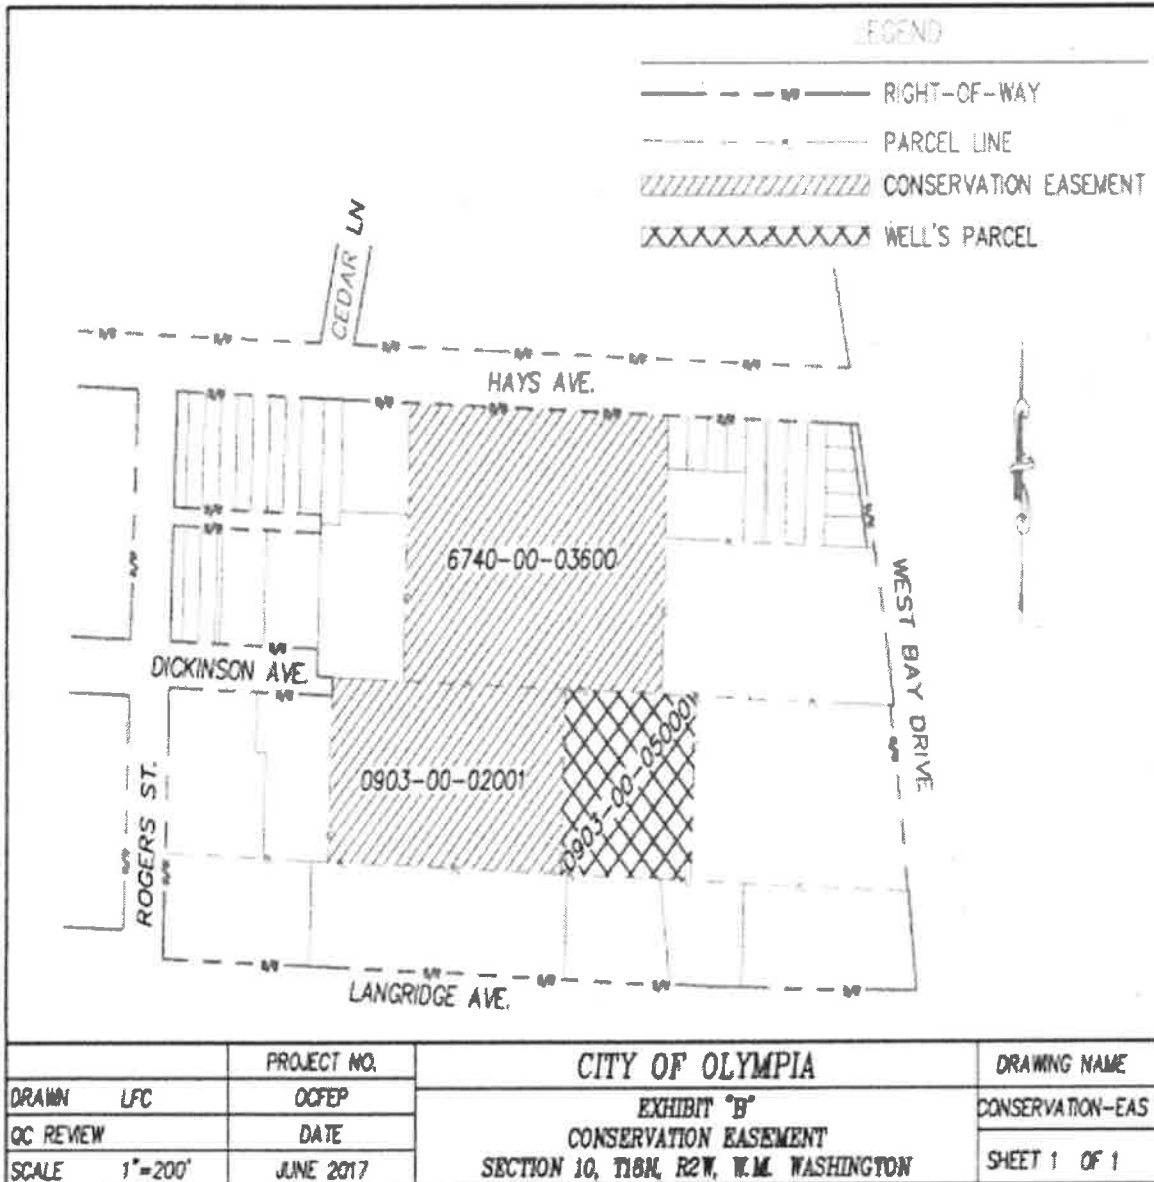 LEGEND
RIGHT-OF-WAY
PARCEL LINE
CONSERVATION EASEMENT
WELL'S PARCEL
CEDAR LN
HAYS AVE.
6740-00-03600
WEST BAY DRIVE
DICKINSON AVE.
0903-00-02001
0903-00-05000
ROGERS ST.
LANGRIDGE AVE.
PROJECT NO.
CITY OF OLYMPIA
DRAWING NAME
DRAWN LFC
OCFEP
EXHIBIT "B"
CONSERVATION-EAS
QC REVIEW
DATE
CONSERVATION EASEMENT
SCALE 1"=200'
JUNE 2017
SECTION 10, T18N, R2W, W.M. WASHINGTON
SHEET 1 OF 1